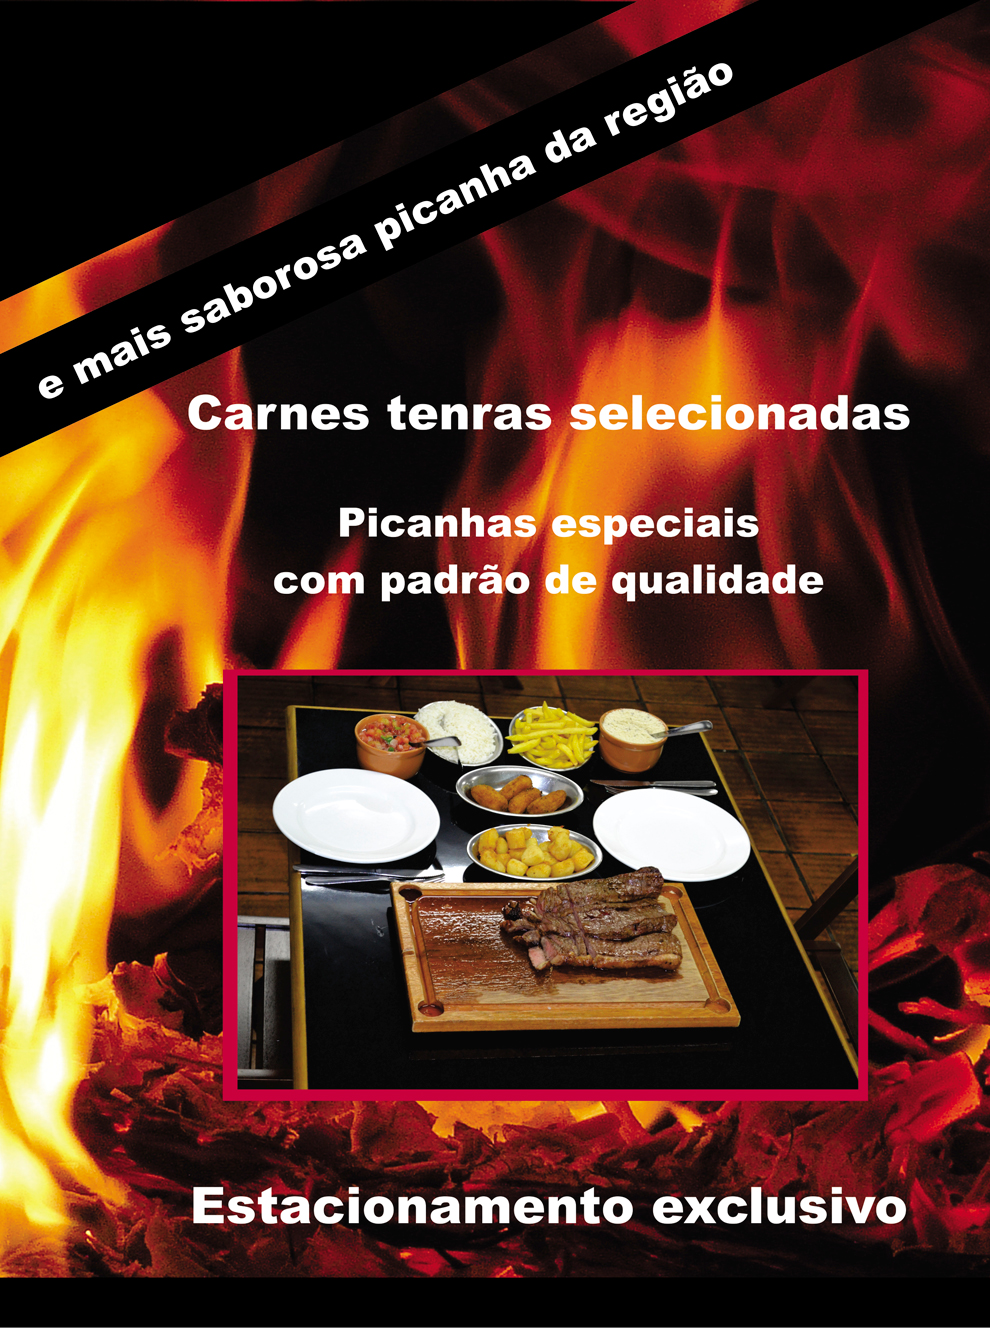 e mais saborosa picanha da região
Carnes tenras selecionadas
Picanhas especiais
com padrão de qualidade
Estacionamento exclusivo